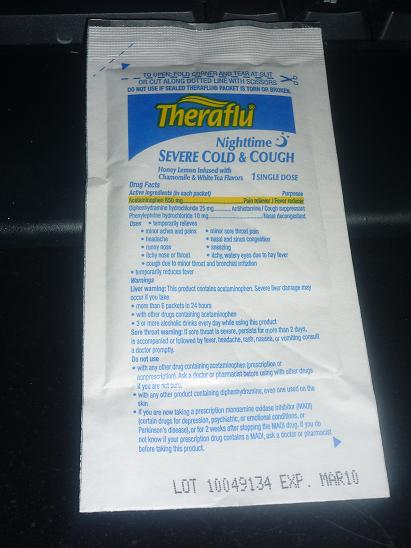 TO OPEN: FOLD CORNER AND TEAR AT SLIT
OR CUT ALONG DOTTED LINE WITH SCISSORS
DO NOT USE IF SEALED THERAFLU® PACKET IS TORN OR BROKEN.
Theraflu®
Nighttime
SEVERE COLD & COUGH
Honey Lemon Infused with
Chamomile & White Tea Flavors 1 SINGLE DOSE
Drug Facts
Active ingredients (in each packet) Purposes
Acetaminophen 650 mg Pain reliever / Fever reducer
Diphenhydramine hydrochloride 25 mg Antihistamine / Cough suppressant
Phenylephrine hydrochloride 10 mg Nasal decongestant
Uses • temporarily relieves
• minor aches and pains • minor sore throat pain
• headache • nasal and sinus congestion
• runny nose • sneezing
• itchy nose or throat • itchy, watery eyes due to hay fever
• cough due to minor throat and bronchial irritation
• temporarily reduces fever
Warnings
Liver warning: This product contains acetaminophen. Severe liver damage may
occur if you take
• more than 6 packets in 24 hours
• with other drugs containing acetaminophen
• 3 or more alcoholic drinks every day while using this product
Sore throat warning: If sore throat is severe, persists for more than 2 days,
is accompanied or followed by fever, headache, rash, nausea, or vomiting consult
a doctor promptly.
Do not use
• with any other drug containing acetaminophen (prescription or
nonprescription). Ask a doctor or pharmacist before using with other drugs
if you are not sure.
• with any other product containing diphenhydramine, even one used on the
skin
• if you are now taking a prescription monoamine oxidase inhibitor (MAOI)
(certain drugs for depression, psychiatric, or emotional conditions, or
Parkinson's disease), or for 2 weeks after stopping the MAOI drug. If you do
not know if your prescription drug contains a MAOI, ask a doctor or pharmacist
before taking this product.
LOT 10049134 EXP. MAR10